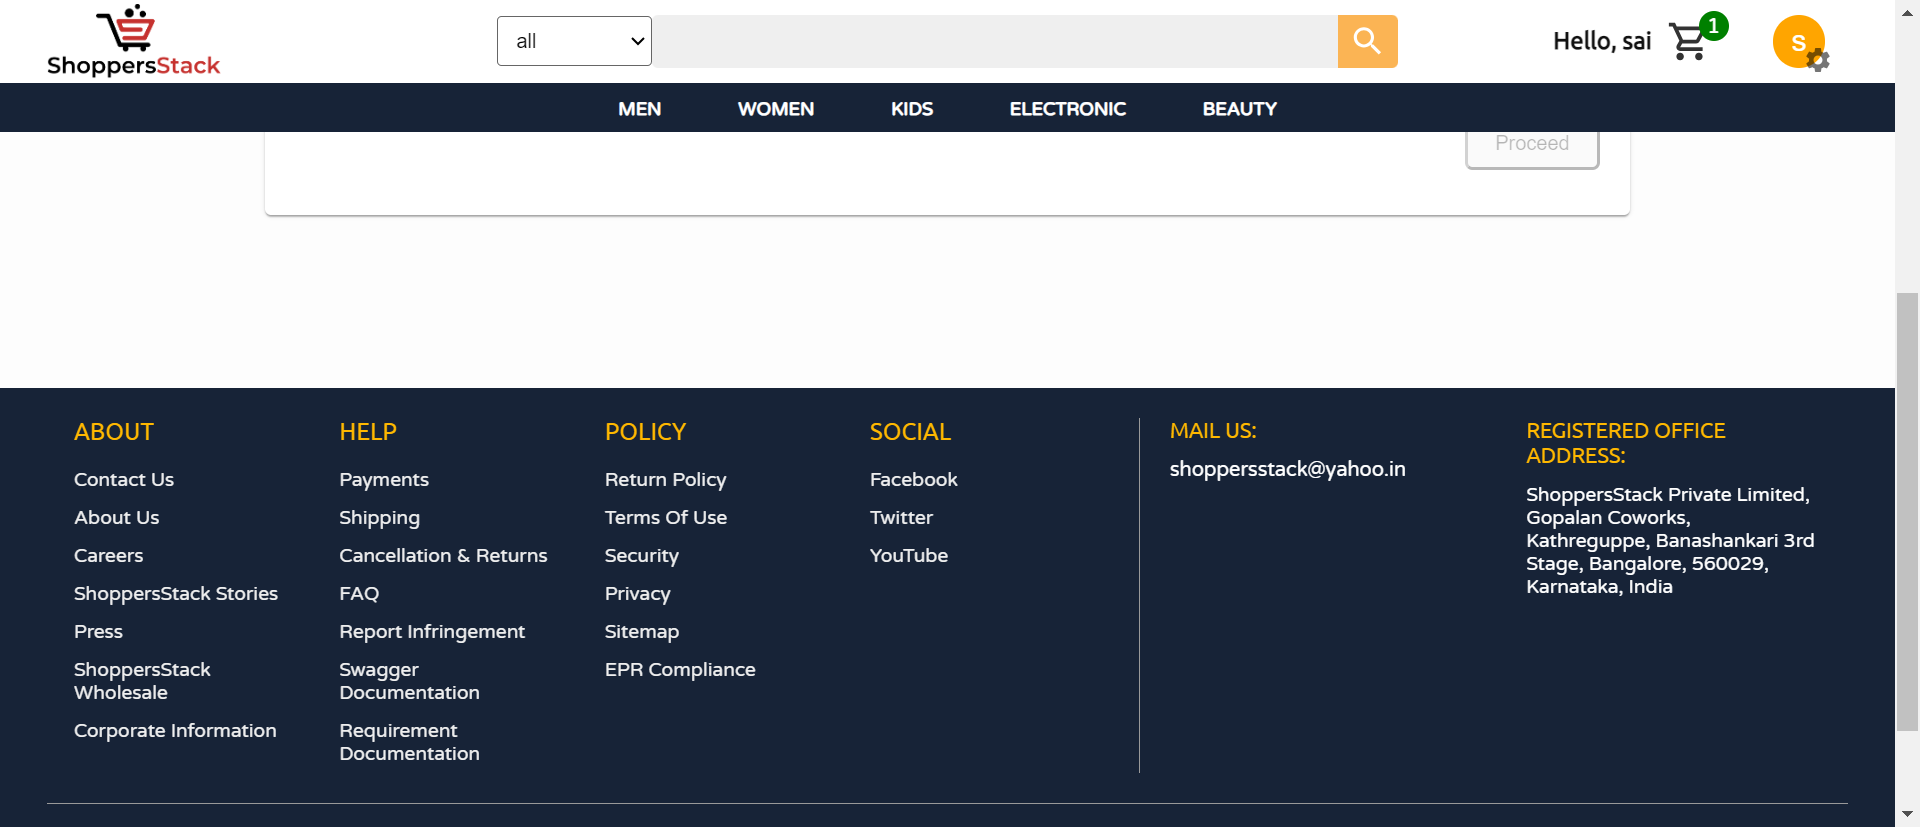 ShoppersStack
all
Hello, sai
1
S
MEN
WOMEN
KIDS
ELECTRONIC
BEAUTY
Proceed
ABOUT
Contact Us
About Us
Careers
ShoppersStack Stories
Press
ShoppersStack
Wholesale
Corporate Information
HELP
Payments
Shipping
Cancellation & Returns
FAQ
Report Infringement
Swagger
Documentation
Requirement
Documentation
POLICY
Return Policy
Terms Of Use
Security
Privacy
Sitemap
EPR Compliance
SOCIAL
Facebook
Twitter
YouTube
MAIL US:
shoppersstack@yahoo.in
REGISTERED OFFICE
ADDRESS:
ShoppersStack Private Limited,
Gopalan Coworks,
Kathreguppe, Banashankari 3rd
Stage, Bangalore, 560029,
Karnataka, India